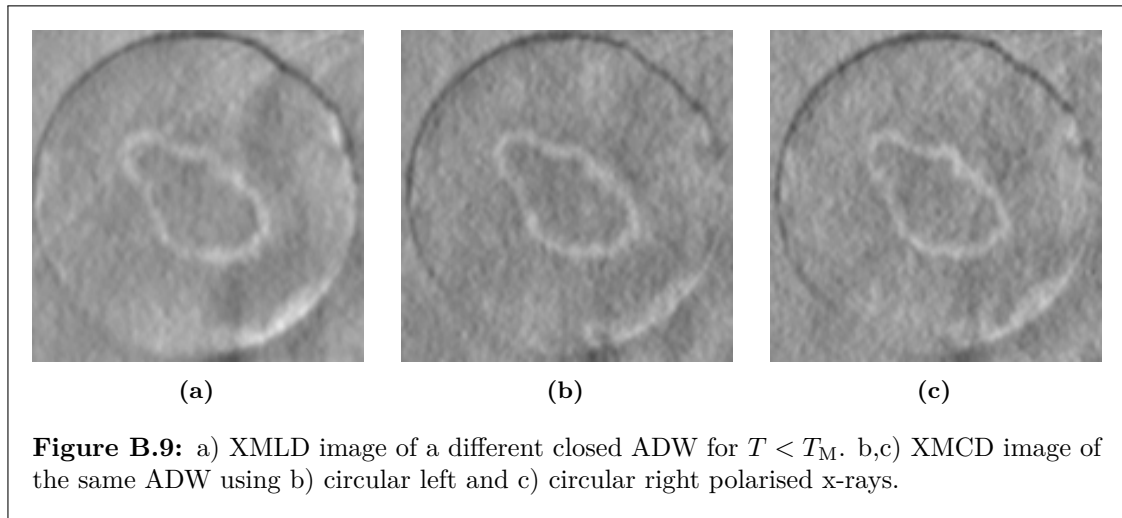 (a) (b) (c)
Figure B.9: a) XMLD image of a different closed ADW for T < T_M. b,c) XMCD image of
the same ADW using b) circular left and c) circular right polarised x-rays.